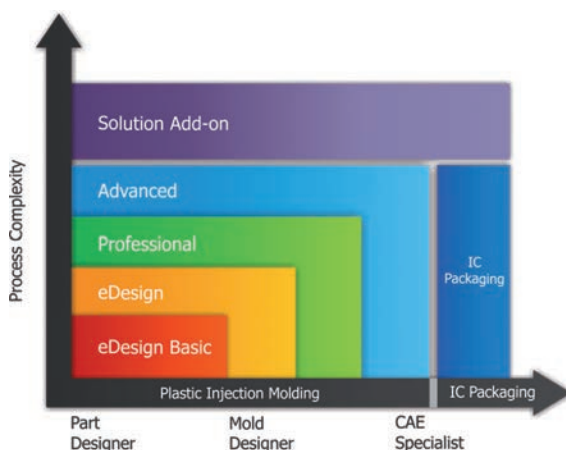 Process Complexity
Solution Add-on
Advanced
Professional
eDesign
eDesign Basic
IC
Packaging
Plastic Injection Molding
IC Packaging
Part
Designer
Mold
Designer
CAE
Specialist